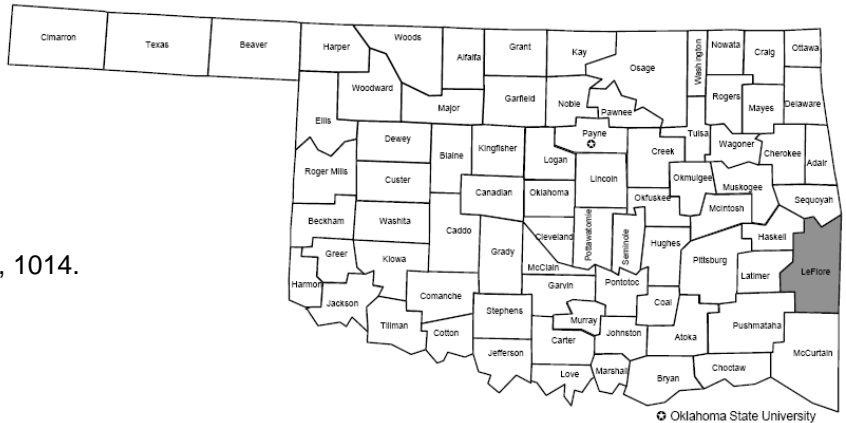 Cimarron
Texas
Beaver
Harper
Woods
Alfalfa
Grant
Kay
Osage
Washington
Nowata
Craig
Ottawa
Woodward
Major
Garfield
Noble
Pawnee
Rogers
Mayes
Delaware
Ellis
Dewey
Blaine
Kingfisher
Logan
Payne
Creek
Tulsa
Wagoner
Cherokee
Adair
Roger Mills
Custer
Canadian
Oklahoma
Lincoln
Okfuskee
Okmulgee
Muskogee
McIntosh
Sequoyah
Beckham
Washita
Caddo
Grady
Cleveland
Pottawatomie
Seminole
Hughes
Pittsburg
Haskell
Latimer
LeFlore
, 1014.
Greer
Kiowa
McClain
Harmon
Jackson
Comanche
Garvin
Pontotoc
Coal
Tillman
Cotton
Stephens
Murray
Johnston
Atoka
Pushmataha
McCurtain
Jefferson
Carter
Love
Marshall
Bryan
Choctaw
Oklahoma State University